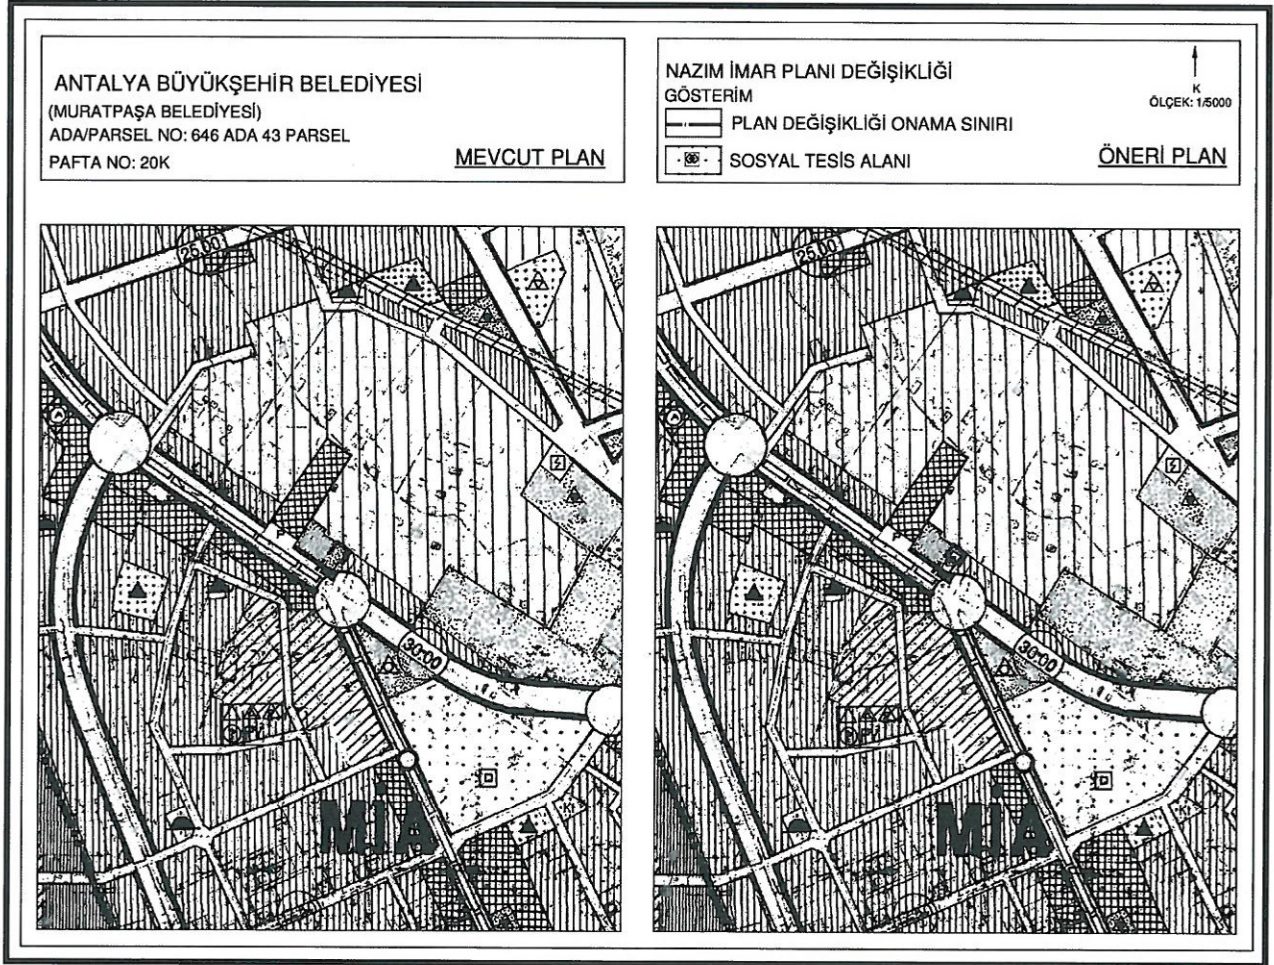 ANTALYA BÜYÜKŞEHİR BELEDİYESİ
(MURATPAŞA BELEDİYESİ)
ADA/PARSEL NO: 646 ADA 43 PARSEL
PAFTA NO: 20K
MEVCUT PLAN
NAZIM İMAR PLANI DEĞİŞİKLİĞİ
GÖSTERİM
PLAN DEĞİŞİKLİĞİ ONAMA SINIRI
SOSYAL TESİS ALANI
K
ÖLÇEK: 1/5000
ÖNERİ PLAN
25.00
30.00
MİA
25.00
30.00
MİA